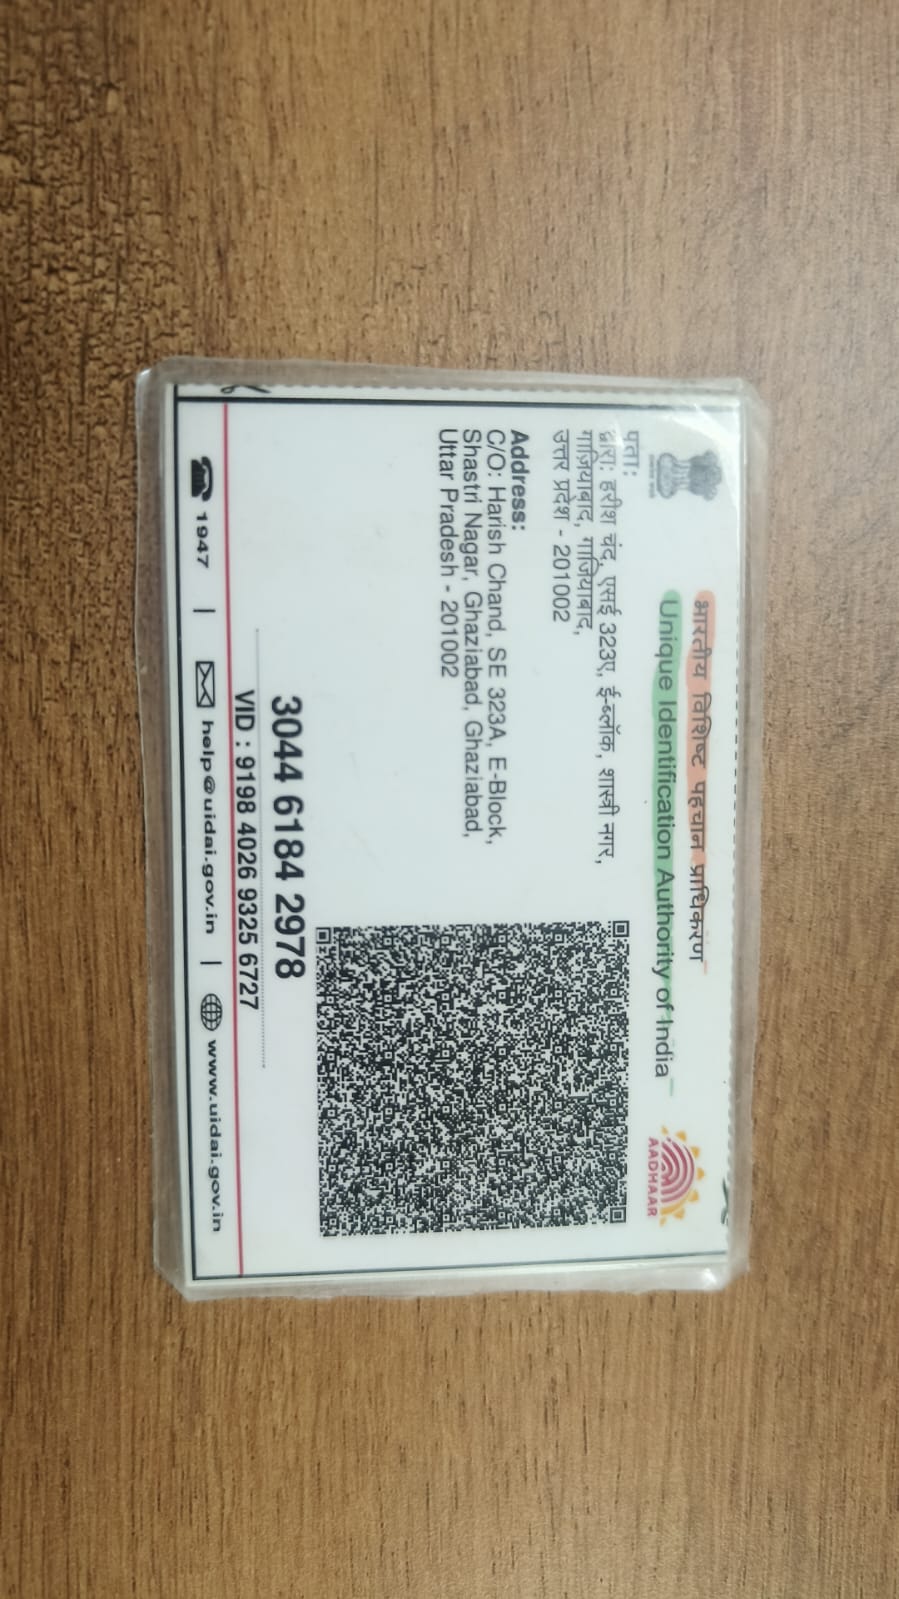 भारतीय विशिष्ट पहचान प्राधिकरण
Unique Identification Authority of India
AADHAAR
पता:
द्वारा: हरीश चंद, एसई 323ए, ई-ब्लॉक, शास्त्री नगर,
गाज़ियाबाद, गाजियाबाद,
उत्तर प्रदेश - 201002
Address:
C/O: Harish Chand, SE 323A, E-Block,
Shastri Nagar, Ghaziabad, Ghaziabad,
Uttar Pradesh - 201002
3044 6184 2978
VID : 9198 4026 9325 6727
1947 | help@uidai.gov.in | www.uidai.gov.in